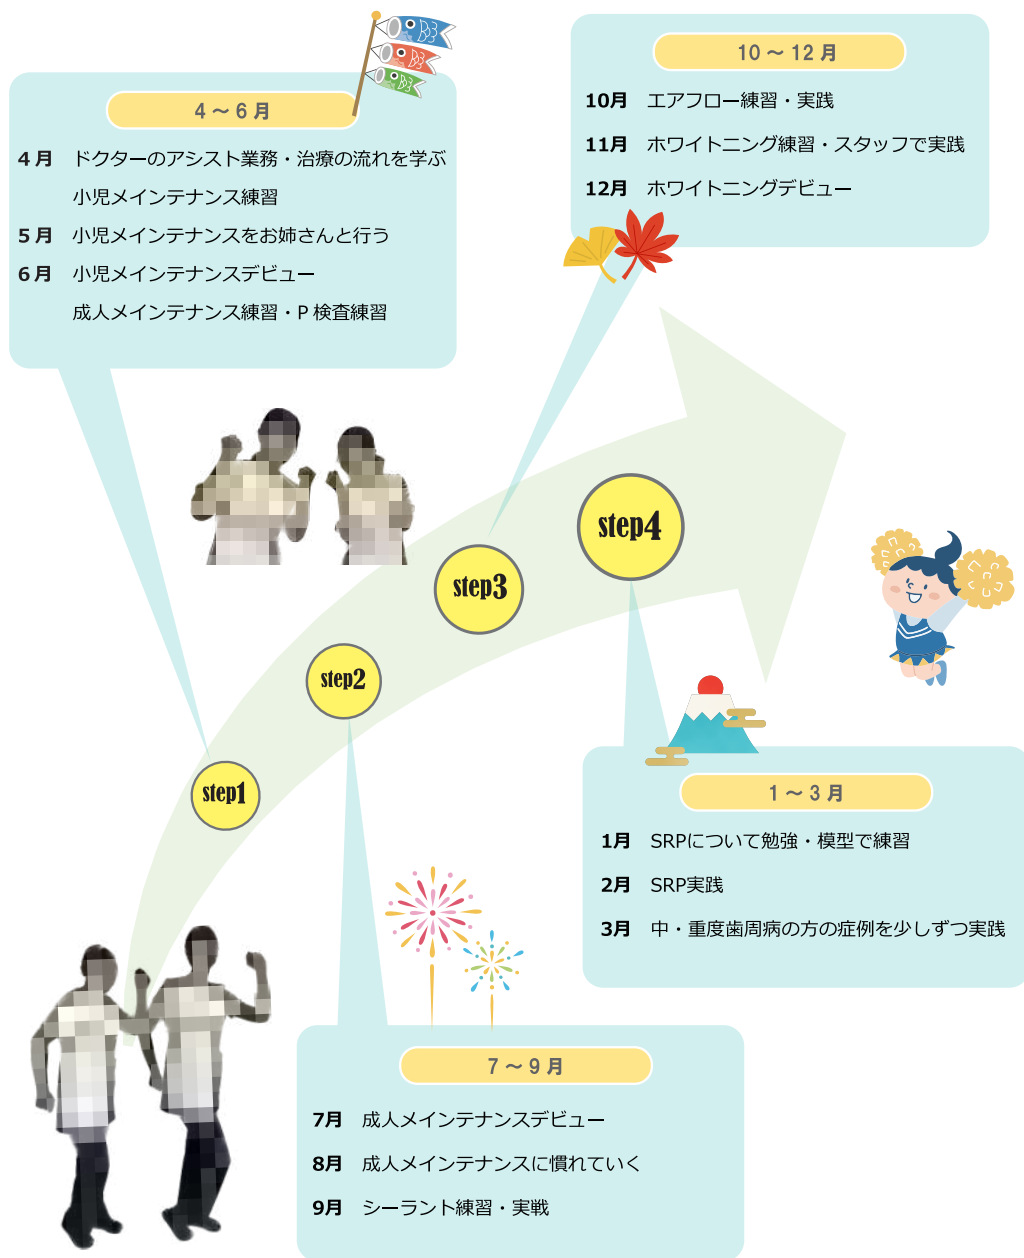 4～6月
4月 ドクターのアシスト業務・治療の流れを学ぶ
小児メインテナンス練習
5月 小児メインテナンスをお姉さんと行う
6月 小児メインテナンスデビュー
成人メインテナンス練習・P検査練習
10～12月
10月 エアフロー練習・実践
11月 ホワイトニング練習・スタッフで実践
12月 ホワイトニングデビュー
step4
step3
step2
step1
1～3月
1月 SRPについて勉強・模型で練習
2月 SRP実践
3月 中・重度歯周病の方の症例を少しずつ実践
7～9月
7月 成人メインテナンスデビュー
8月 成人メインテナンスに慣れていく
9月 シーラント練習・実戦